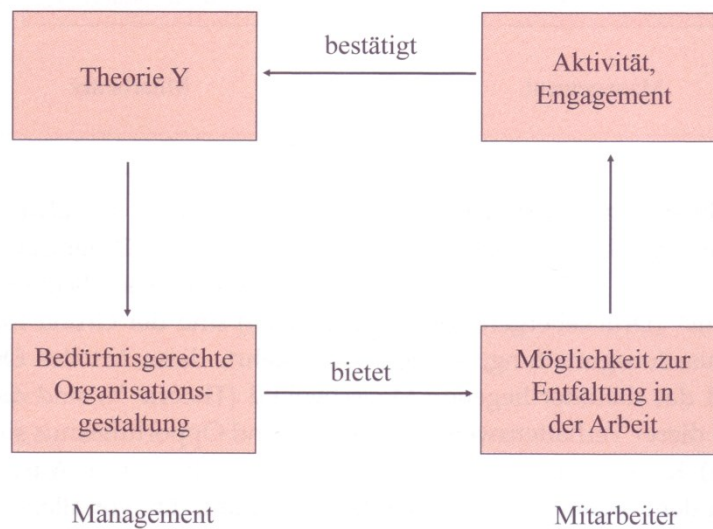 bestätigt
Theorie Y
Aktivität,
Engagement
Bedürfnisgerechte
Organisations-
gestaltung
bietet
Möglichkeit zur
Entfaltung in
der Arbeit
Management
Mitarbeiter